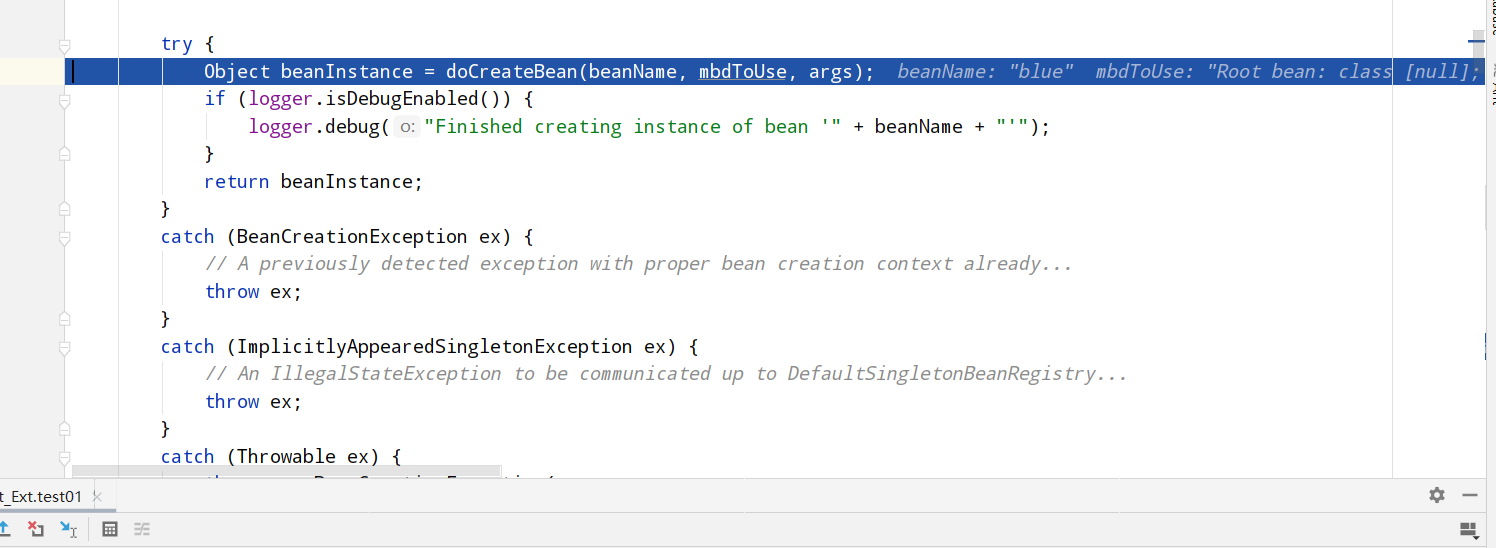 try {
Object beanInstance = doCreateBean(beanName, mbdToUse, args);  beanName: "blue"  mbdToUse: "Root bean: class [null];
if (logger.isDebugEnabled()) {
logger.debug( o: "Finished creating instance of bean '" + beanName + "'");
}
return beanInstance;
}
catch (BeanCreationException ex) {
// A previously detected exception with proper bean creation context already...
throw ex;
}
catch (ImplicitlyAppearedSingletonException ex) {
// An IllegalStateException to be communicated up to DefaultSingletonBeanRegistry...
throw ex;
}
catch (Throwable ex) {
t_Ext.test01